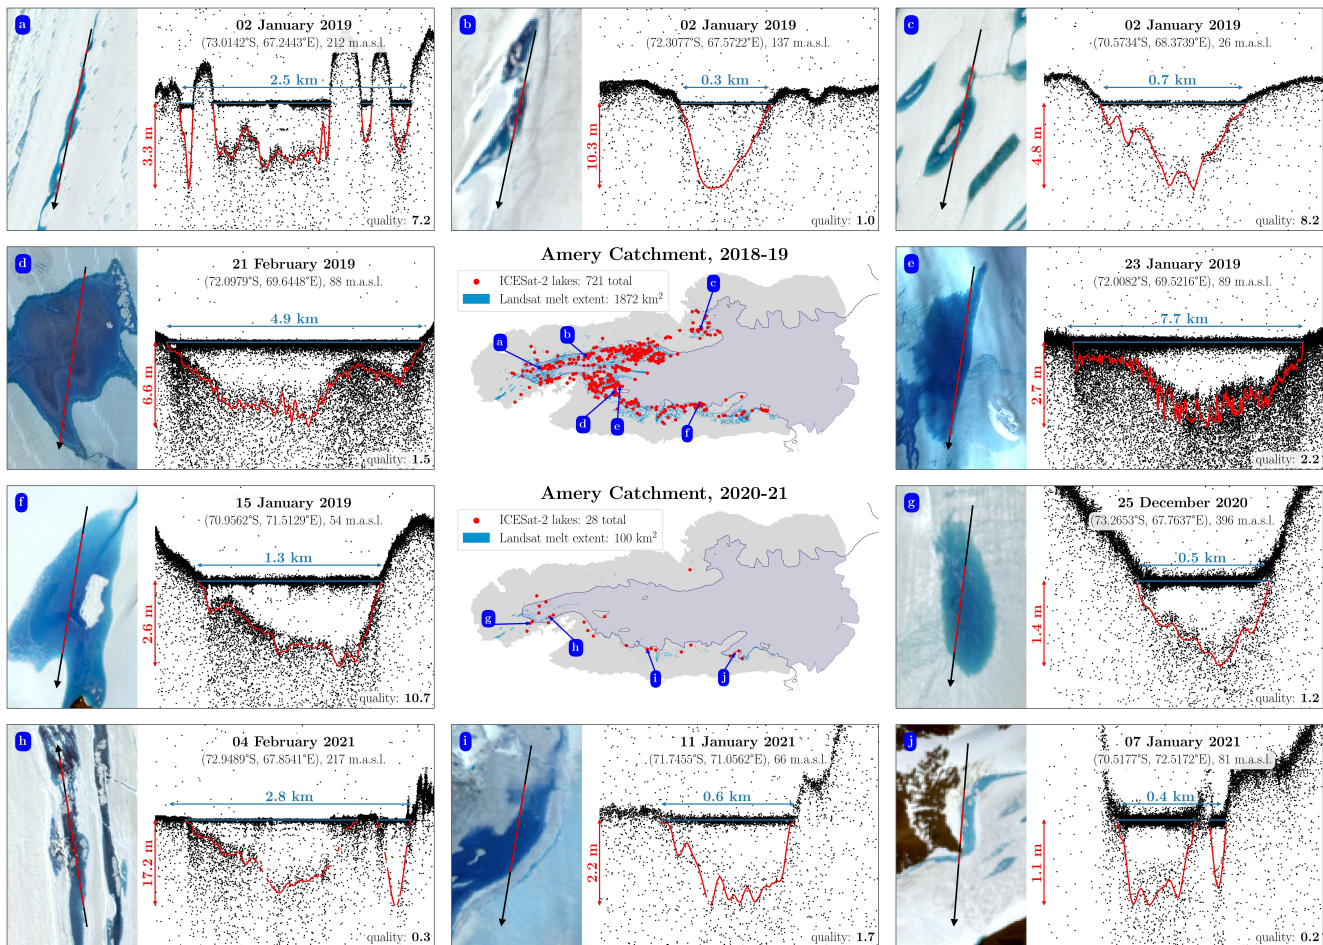 a
02 January 2019
(73.0142°S, 67.2443°E), 212 m.a.s.l.
2.5 km
3.3 m
quality: 7.2
b
02 January 2019
(72.3077°S, 67.5722°E), 137 m.a.s.l.
0.3 km
10.3 m
quality: 1.0
c
02 January 2019
(70.5734°S, 68.3739°E), 26 m.a.s.l.
0.7 km
4.8 m
quality: 8.2
d
21 February 2019
(72.0979°S, 69.6448°E), 88 m.a.s.l.
4.9 km
6.6 m
quality: 1.5
Amery Catchment, 2018-19
ICESat-2 lakes: 721 total
Landsat melt extent: 1872 km²
a
b
c
d
e
f
e
23 January 2019
(72.0082°S, 69.5216°E), 89 m.a.s.l.
7.7 km
2.7 m
quality: 2.2
f
15 January 2019
(70.9562°S, 71.5129°E), 54 m.a.s.l.
1.3 km
2.6 m
quality: 10.7
Amery Catchment, 2020-21
ICESat-2 lakes: 28 total
Landsat melt extent: 100 km²
g
h
i
j
g
25 December 2020
(73.2653°S, 67.7637°E), 396 m.a.s.l.
0.5 km
1.4 m
quality: 1.2
h
04 February 2021
(72.9489°S, 67.8541°E), 217 m.a.s.l.
2.8 km
17.2 m
quality: 0.3
i
11 January 2021
(71.7455°S, 71.0562°E), 66 m.a.s.l.
0.6 km
2.2 m
quality: 1.7
j
07 January 2021
(70.5177°S, 72.5172°E), 81 m.a.s.l.
0.4 km
1.1 m
quality: 0.2